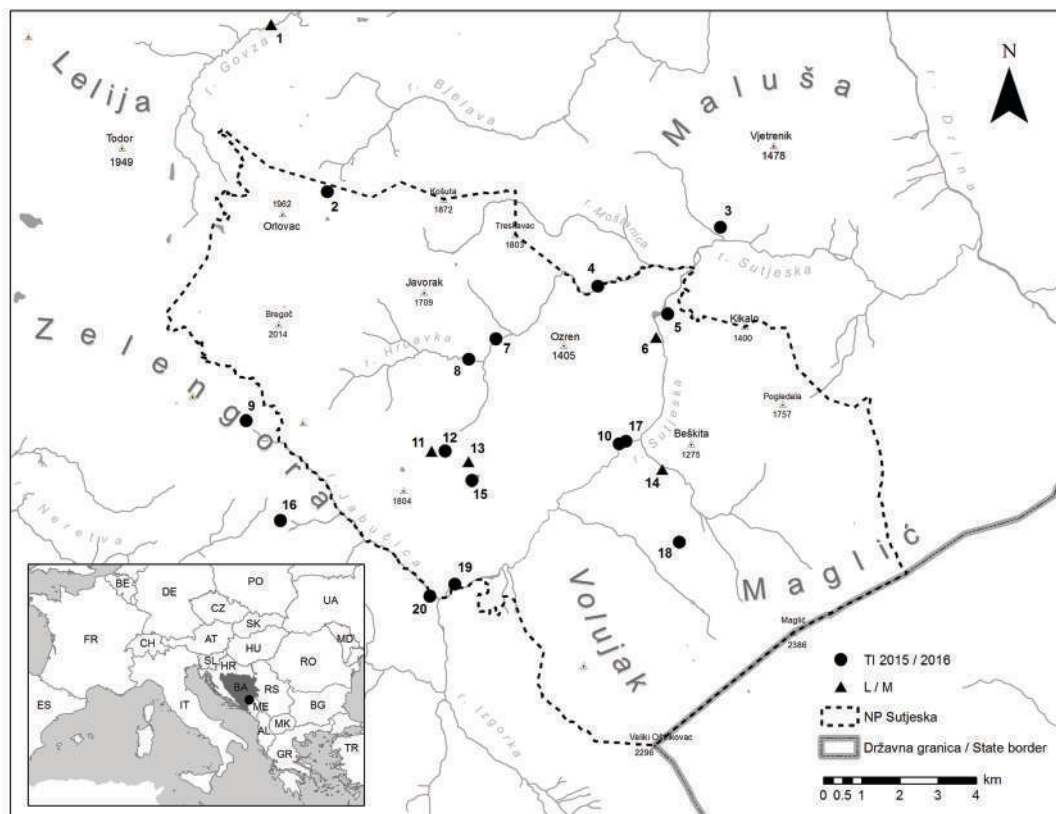 N
Lelija
Todor
1949
r. Govza
1
r. Bjelava
Maluša
Vjetrenik
1478
r. Drina
1962
Orlovac
2
Košuta
1872
Treskavac
1803
r. Moštanica
3
r. Sutjeska
4
Javorak
1709
5
Kikalo
1400
Bregoč
2014
7
Ozren
1405
6
r. Hrčavka
8
Zelengora
Pogledala
1757
9
11
12
13
10
17
r. Sutjeska
Beškita
1275
14
15
1804
16
r. Jabučica
r. Neretva
18
19
20
Volujak
Maglić
Maglić
2386
r. Izgorka
2296
TI 2015 / 2016
L / M
NP Sutjeska
Državna granica / State border
0 0.5 1 2 3 4
km
BE
DE
PO
UA
CZ
SK
FR
CH
AT
HU
MD
SL
HR
RO
BA
RS
ES
IT
ME
BG
MK
AL
GR
TR